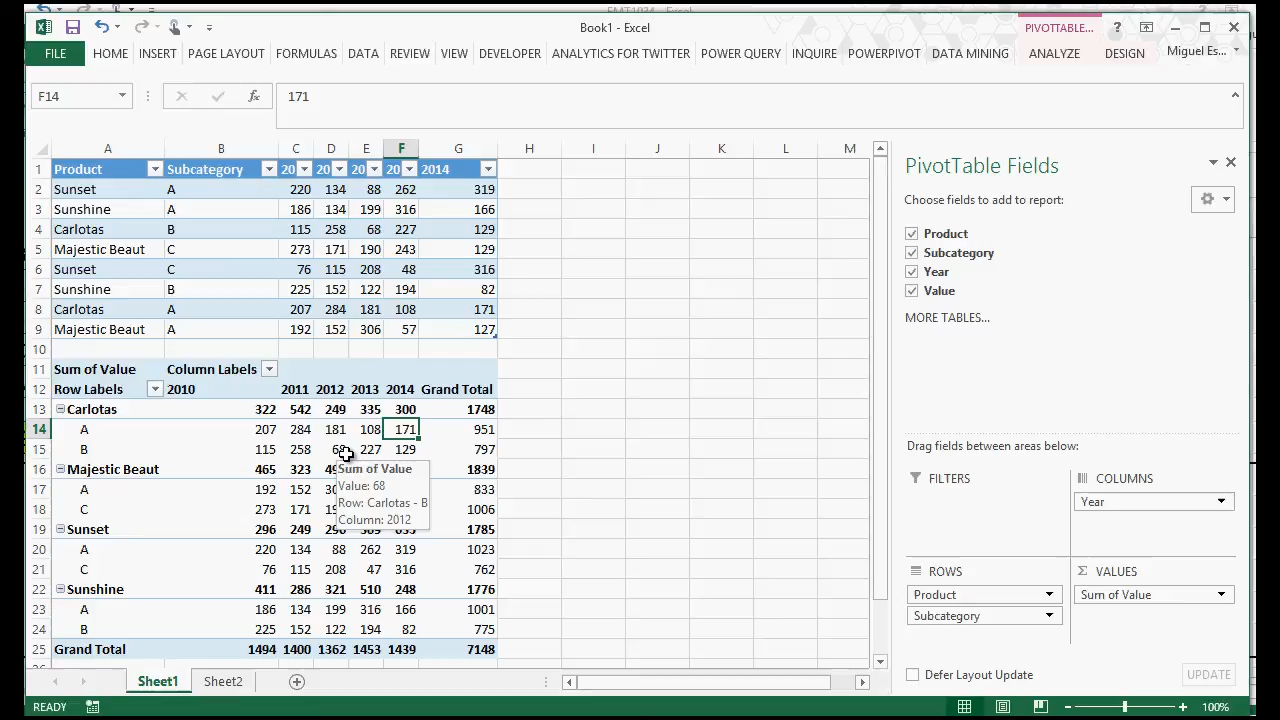 Book1 - Excel
PIVOTTABLE...
?
FILE HOME INSERT PAGE LAYOUT FORMULAS DATA REVIEW VIEW DEVELOPER ANALYTICS FOR TWITTER POWER QUERY INQUIRE POWERPIVOT DATA MINING ANALYZE DESIGN Miguel Es...
F14 fx 171
A B C D E F G H I J K L M
1 Product Subcategory 20 20 20 20 2014
2 Sunset A 220 134 88 262 319
3 Sunshine A 186 134 199 316 166
4 Carlotas B 115 258 68 227 129
5 Majestic Beaut C 273 171 190 243 129
6 Sunset C 76 115 208 48 316
7 Sunshine B 225 152 122 194 82
8 Carlotas A 207 284 181 108 171
9 Majestic Beaut A 192 152 306 57 127
10
11 Sum of Value Column Labels
12 Row Labels 2010 2011 2012 2013 2014 Grand Total
13 Carlotas 322 542 249 335 300 1748
14 A 207 284 181 108 171 951
15 B 115 258 68 227 129 797
16 Majestic Beaut 465 323 1839
17 A 192 152 833
18 C 273 171 1006
19 Sunset 296 249 1785
20 A 220 134 88 262 319 1023
21 C 76 115 208 47 316 762
22 Sunshine 411 286 321 510 248 1776
23 A 186 134 199 316 166 1001
24 B 225 152 122 194 82 775
25 Grand Total 1494 1400 1362 1453 1439 7148
Sum of Value
Value: 68
Row: Carlotas - B
Column: 2012
Sheet1 Sheet2
READY
100%
PivotTable Fields
Choose fields to add to report:
Product
Subcategory
Year
Value
MORE TABLES...
Drag fields between areas below:
FILTERS
COLUMNS
Year
ROWS
Product
Subcategory
Σ VALUES
Sum of Value
Defer Layout Update
UPDATE